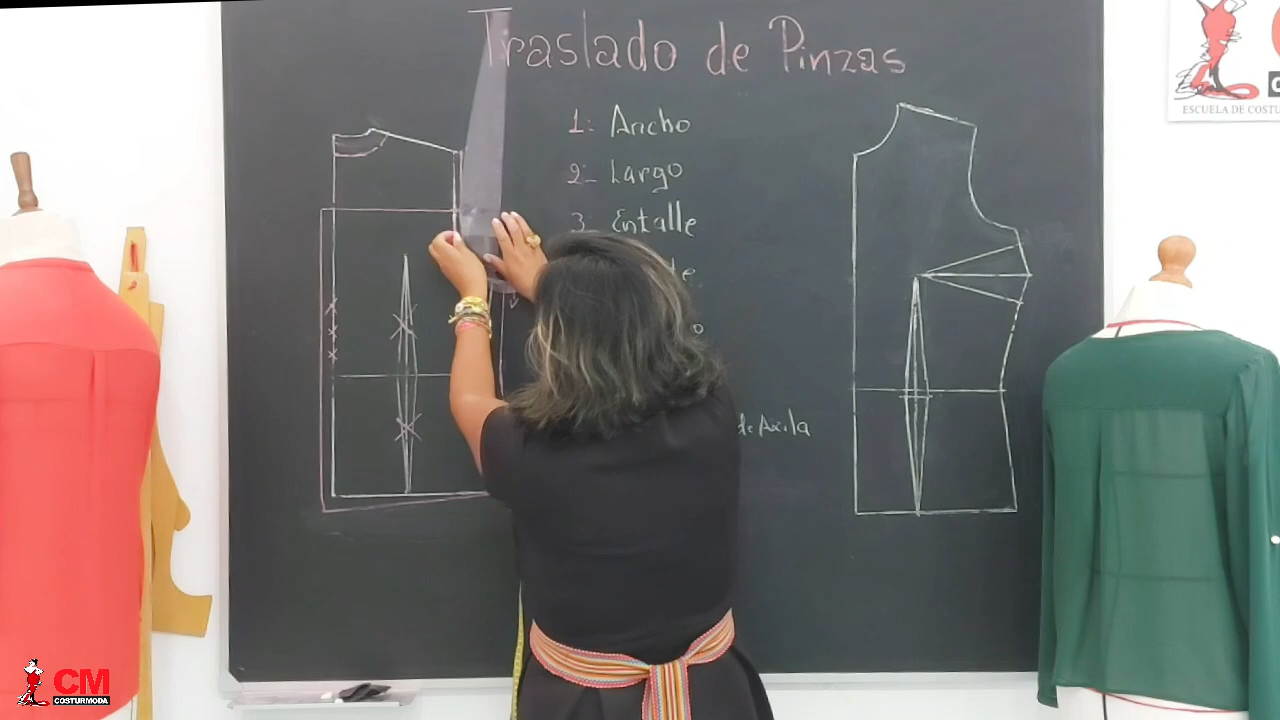 Traslado de Pinzas
1: Ancho
2- Largo
3- Entalle
de Axila
ESCUELA DE COSTU
CM
COSTURMODA